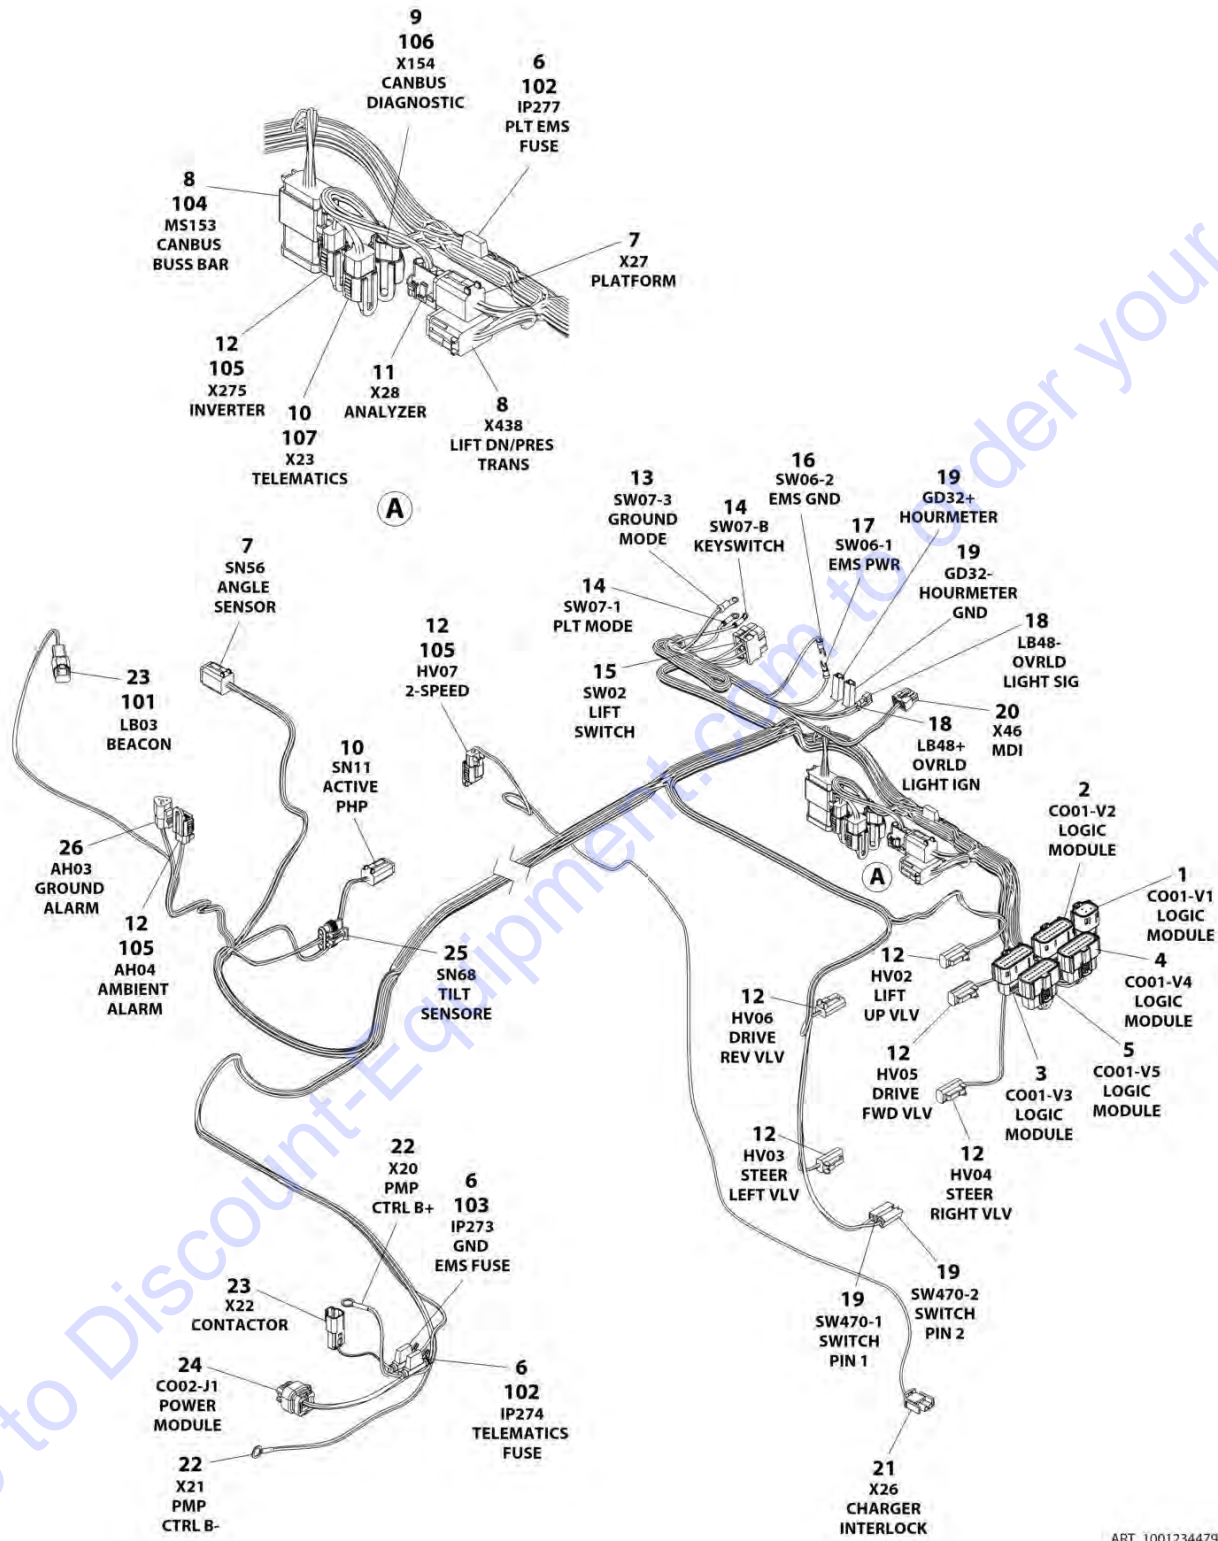 9
106
X154
CANBUS
DIAGNOSTIC
6
102
IP277
PLT EMS
FUSE
8
104
MS153
CANBUS
BUSS BAR
7
X27
PLATFORM
12
105
X275
INVERTER
10
107
X23
TELEMATICS
11
X28
ANALYZER
8
X438
LIFT DN/PRES
TRANS
A
7
SN56
ANGLE
SENSOR
23
101
LB03
BEACON
12
105
HV07
2-SPEED
10
SN11
ACTIVE
PHP
26
AH03
GROUND
ALARM
12
105
AH04
AMBIENT
ALARM
25
SN68
TILT
SENSORE
13
SW07-3
GROUND
MODE
14
SW07-B
KEYSWITCH
16
SW06-2
EMS GND
17
SW06-1
EMS PWR
19
GD32+
HOURMETER
19
GD32-
HOURMETER
GND
14
SW07-1
PLT MODE
15
SW02
LIFT
SWITCH
18
LB48-
OVRLD
LIGHT SIG
18
LB48+
OVRLD
LIGHT IGN
20
X46
MDI
A
2
CO01-V2
LOGIC
MODULE
1
CO01-V1
LOGIC
MODULE
4
CO01-V4
LOGIC
MODULE
5
CO01-V5
LOGIC
MODULE
3
CO01-V3
LOGIC
MODULE
12
HV02
LIFT
UP VLV
12
HV06
DRIVE
REV VLV
12
HV05
DRIVE
FWD VLV
12
HV03
STEER
LEFT VLV
12
HV04
STEER
RIGHT VLV
22
X20
PMP
CTRL B+
6
103
IP273
GND
EMS FUSE
23
X22
CONTACTOR
24
CO02-J1
POWER
MODULE
22
X21
PMP
CTRL B-
6
102
IP274
TELEMATICS
FUSE
19
SW470-1
SWITCH
PIN 1
19
SW470-2
SWITCH
PIN 2
21
X26
CHARGER
INTERLOCK
ART_1001234479
to Discount-Equipment.com to order your